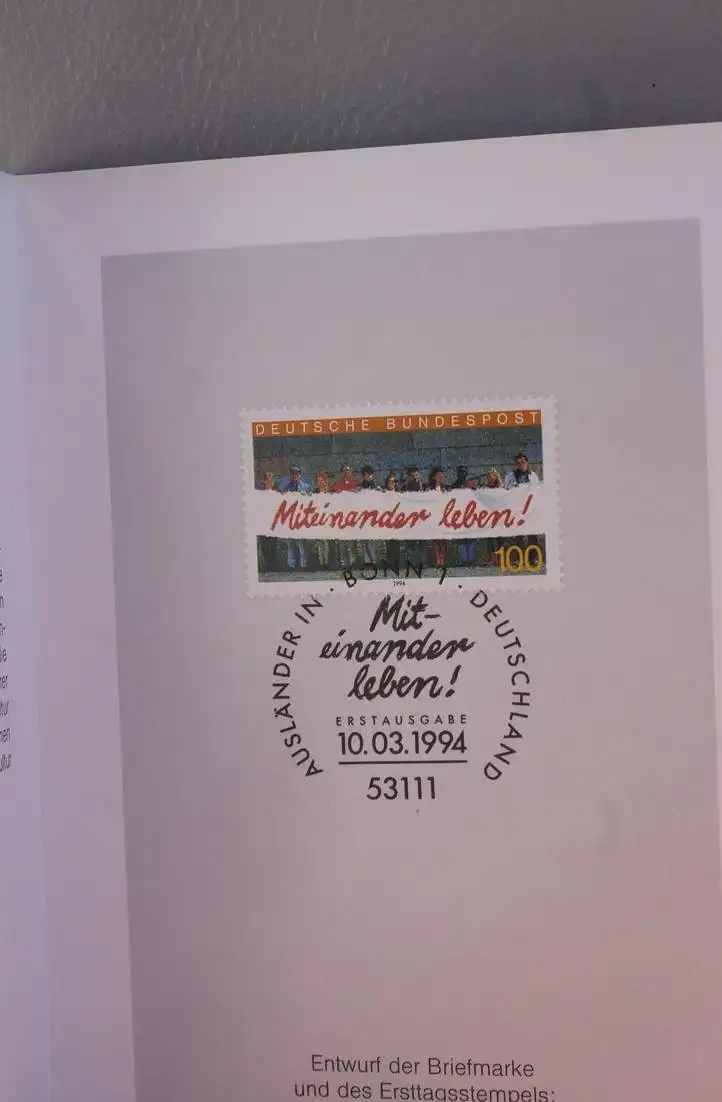 DEUTSCHE BUNDESPOST
Miteinander leben!
100
1994
AUSLÄNDER IN · BONN 1 · DEUTSCHLAND
Mit-
einander
leben!
ERSTAUSGABE
10.03.1994
53111
Entwurf der Briefmarke
und des Ersttagsstempels: